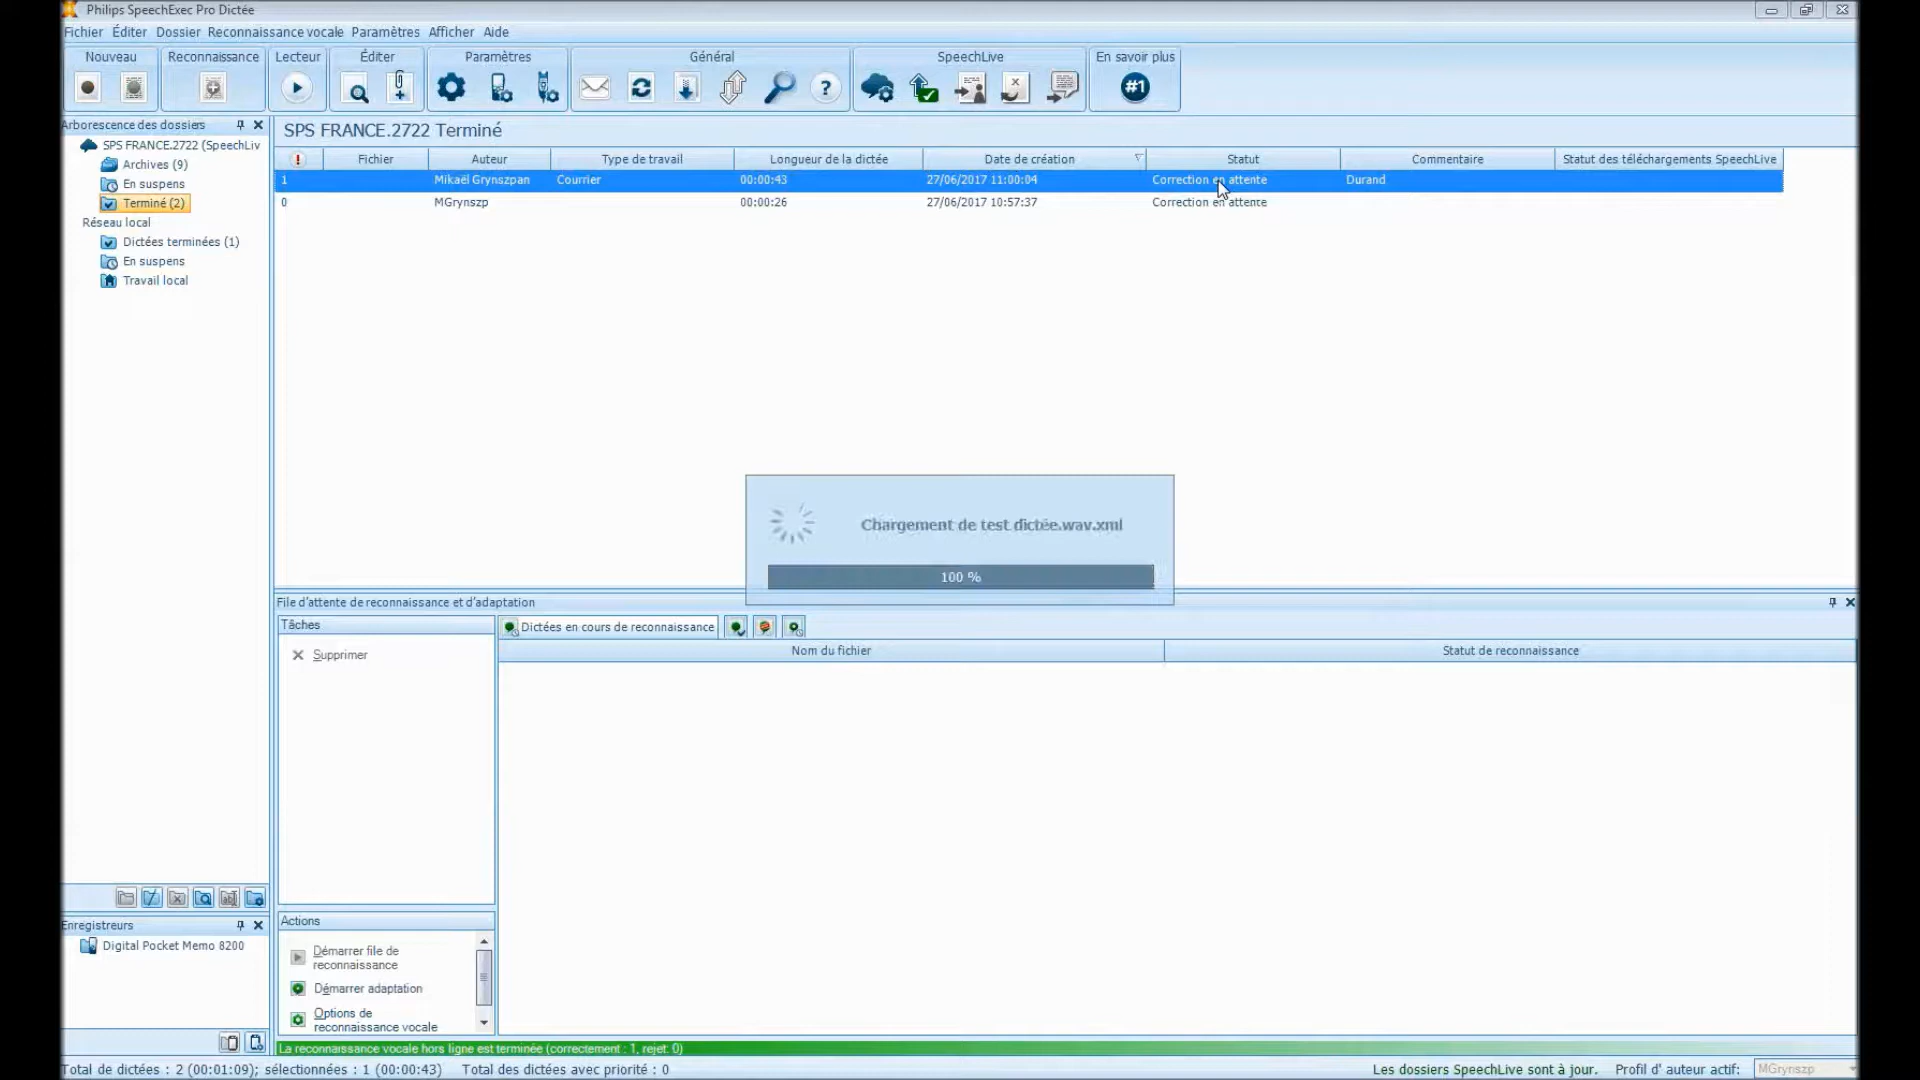 Philips SpeechExec Pro Dictée
Fichier Éditer Dossier Reconnaissance vocale Paramètres Afficher Aide
Nouveau Reconnaissance Lecteur Éditer Paramètres Général SpeechLive En savoir plus
? #1
Arborescence des dossiers
SPS FRANCE.2722 (SpeechLiv
Archives (9)
En suspens
Terminé (2)
Réseau local
Dictées terminées (1)
En suspens
Travail local
SPS FRANCE.2722 Terminé
! Fichier Auteur Type de travail Longueur de la dictée Date de création Statut Commentaire Statut des téléchargements SpeechLive
1 Mikaël Grynszpan Courrier 00:00:43 27/06/2017 11:00:04 Correction en attente Durand
0 MGrynszp 00:00:26 27/06/2017 10:57:37 Correction en attente
Chargement de test dictée.wav.xml
100 %
File d'attente de reconnaissance et d'adaptation
Tâches
Supprimer
Dictées en cours de reconnaissance
Nom du fichier Statut de reconnaissance
Enregistreurs
Digital Pocket Memo 8200
Actions
Démarrer file de
reconnaissance
Démarrer adaptation
Options de
reconnaissance vocale
La reconnaissance vocale hors ligne est terminée (correctement : 1, rejet: 0)
Total de dictées : 2 (00:01:09); sélectionnées : 1 (00:00:43) Total des dictées avec priorité : 0 Les dossiers SpeechLive sont à jour. Profil d' auteur actif: MGrynszp